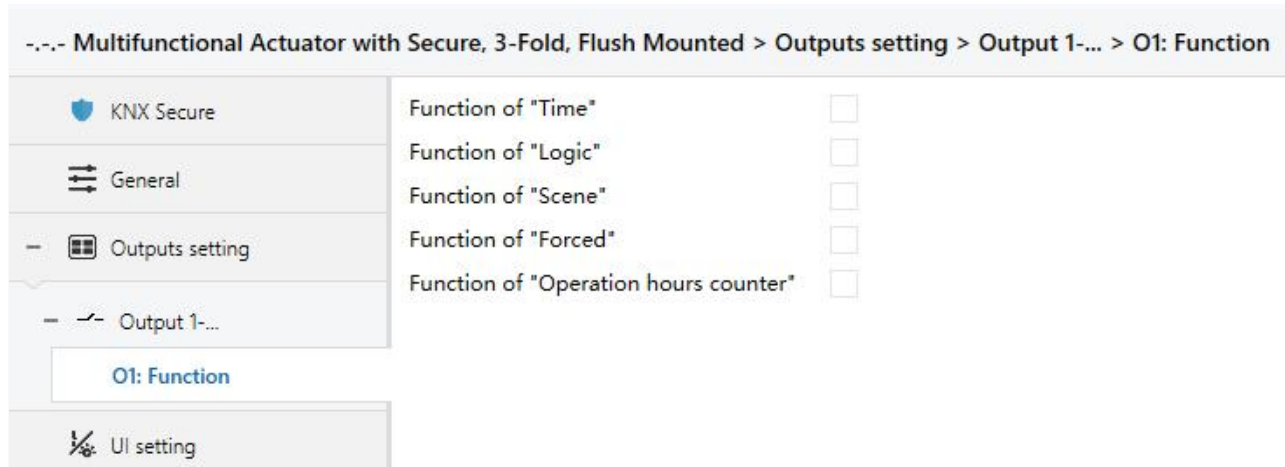 -.-.- Multifunctional Actuator with Secure, 3-Fold, Flush Mounted > Outputs setting > Output 1-... > O1: Function
KNX Secure
General
Outputs setting
Output 1-...
O1: Function
UI setting
Function of "Time"
Function of "Logic"
Function of "Scene"
Function of "Forced"
Function of "Operation hours counter"